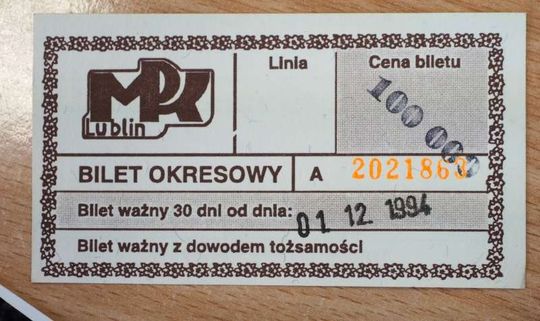 MPK
Lublin
Linia
Cena biletu
100 000
BILET OKRESOWY
A 2021863
Bilet ważny 30 dni od dnia: 01 12. 1994
Bilet ważny z dowodem tożsamości